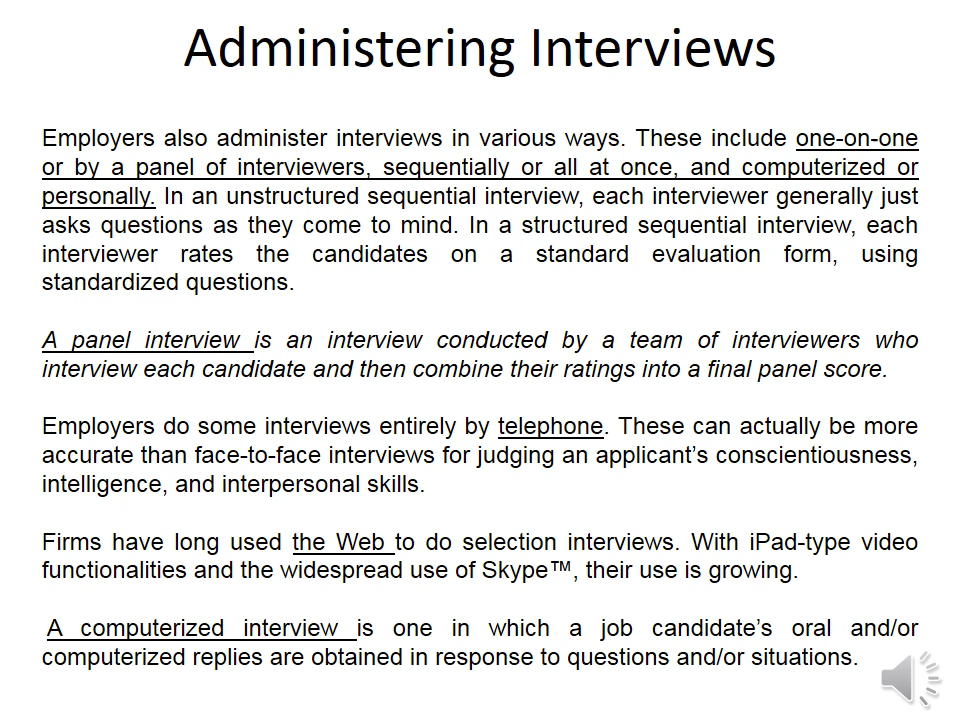 Administering Interviews
Employers also administer interviews in various ways. These include one-on-one
or by a panel of interviewers, sequentially or all at once, and computerized or
personally. In an unstructured sequential interview, each interviewer generally just
asks questions as they come to mind. In a structured sequential interview, each
interviewer rates the candidates on a standard evaluation form, using
standardized questions.
A panel interview is an interview conducted by a team of interviewers who
interview each candidate and then combine their ratings into a final panel score.
Employers do some interviews entirely by telephone. These can actually be more
accurate than face-to-face interviews for judging an applicant’s conscientiousness,
intelligence, and interpersonal skills.
Firms have long used the Web to do selection interviews. With iPad-type video
functionalities and the widespread use of Skype™, their use is growing.
A computerized interview is one in which a job candidate’s oral and/or
computerized replies are obtained in response to questions and/or situations.